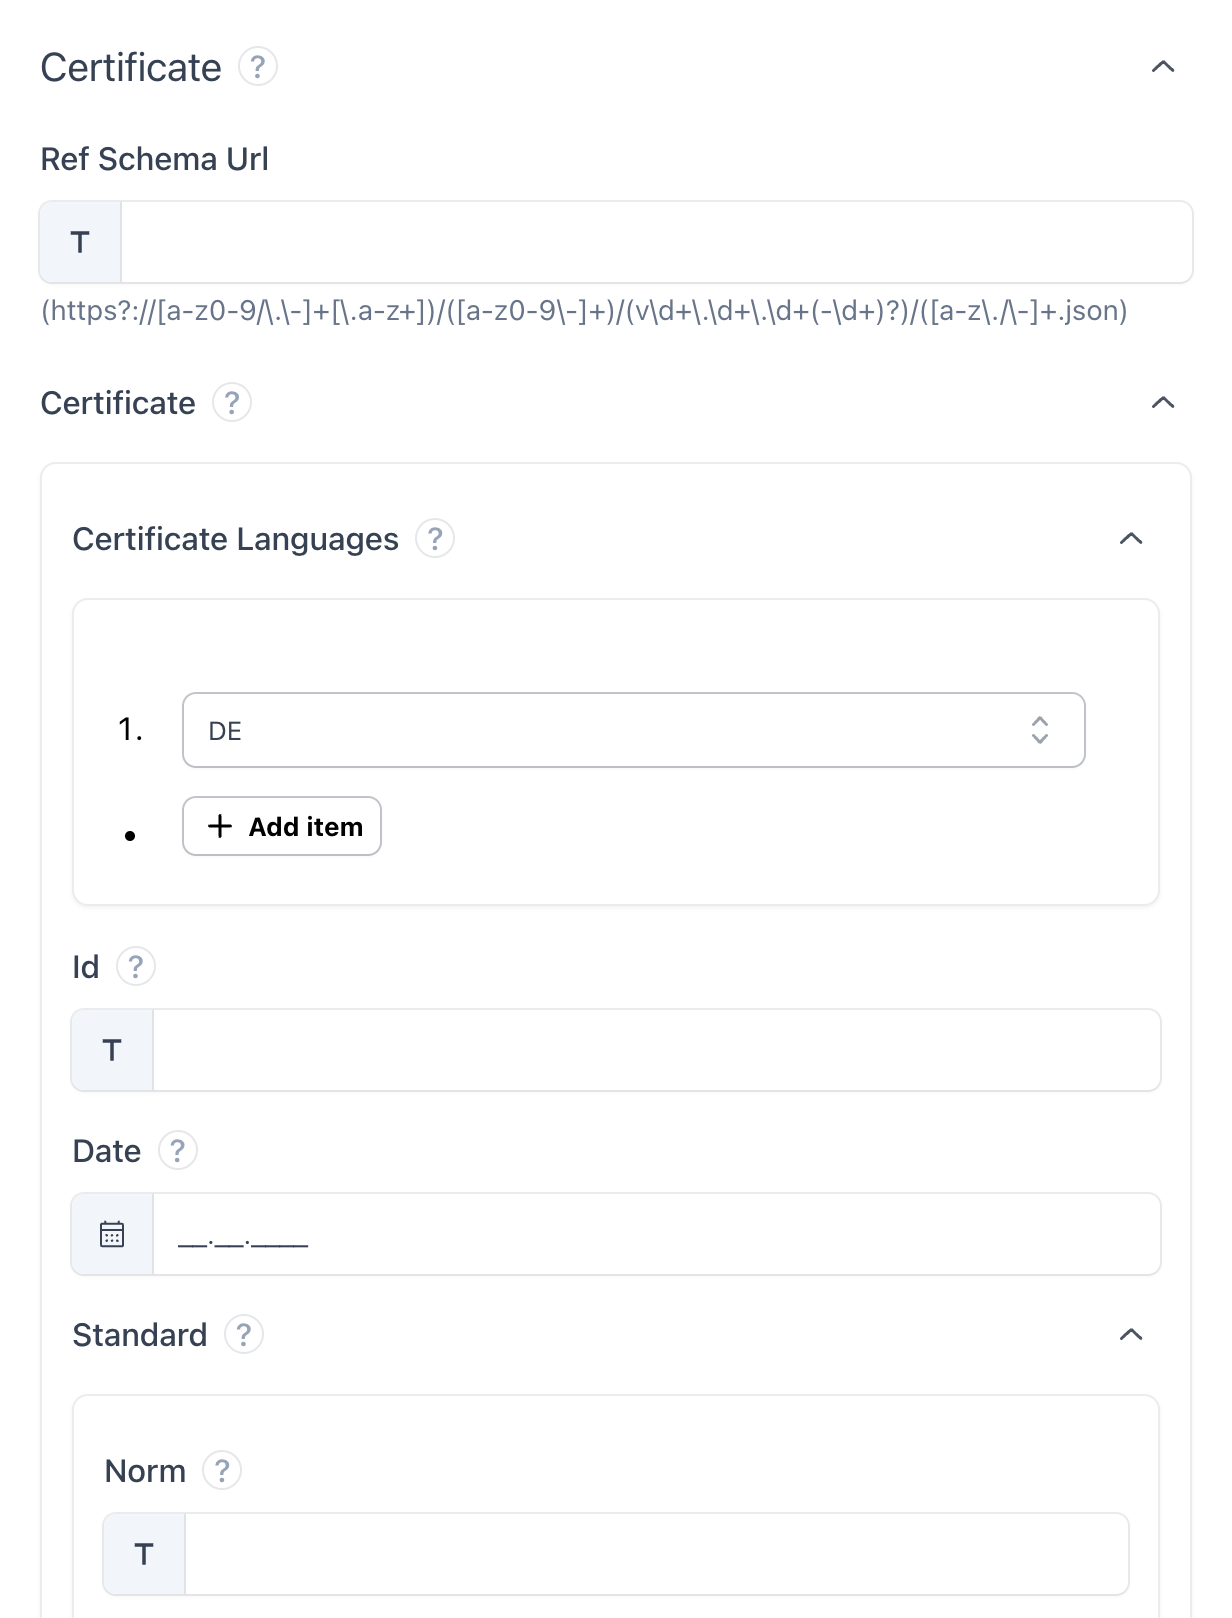 Certificate ?
Ref Schema Url
T
(https?://[a-z0-9/\.\-]+[\.a-z+])/([a-z0-9\-]+)/(v\d+\.\d+\.\d+(-\d+)?)/([a-z\./\-]+.json)
Certificate ?
Certificate Languages ?
1. DE
• + Add item
Id ?
T
Date ?
__.__.____
Standard ?
Norm ?
T